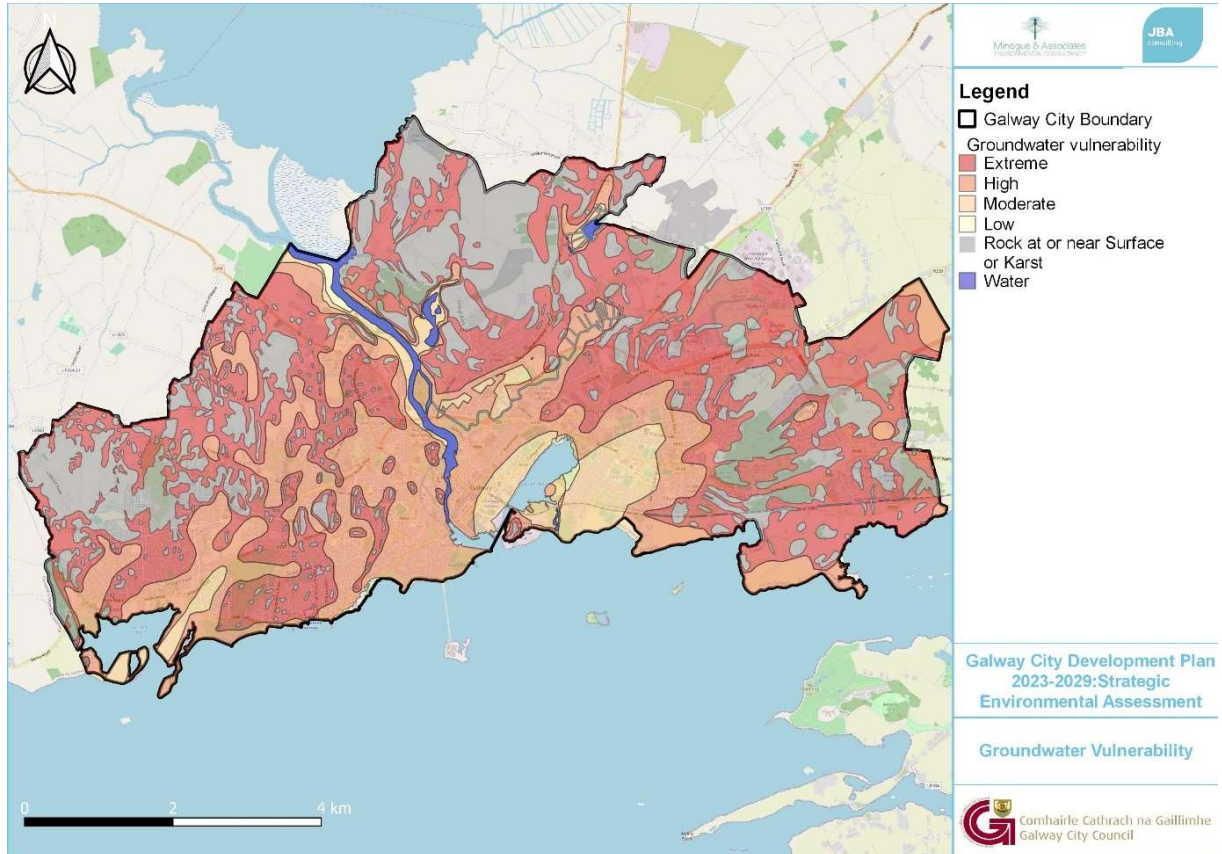 N
0 2 4 km
Minogue & Associates
JBA
consulting
Legend
Galway City Boundary
Groundwater vulnerability
Extreme
High
Moderate
Low
Rock at or near Surface
or Karst
Water
Galway City Development Plan
2023-2029:Strategic
Environmental Assessment
Groundwater Vulnerability
Comhairle Cathrach na Gaillimhe
Galway City Council